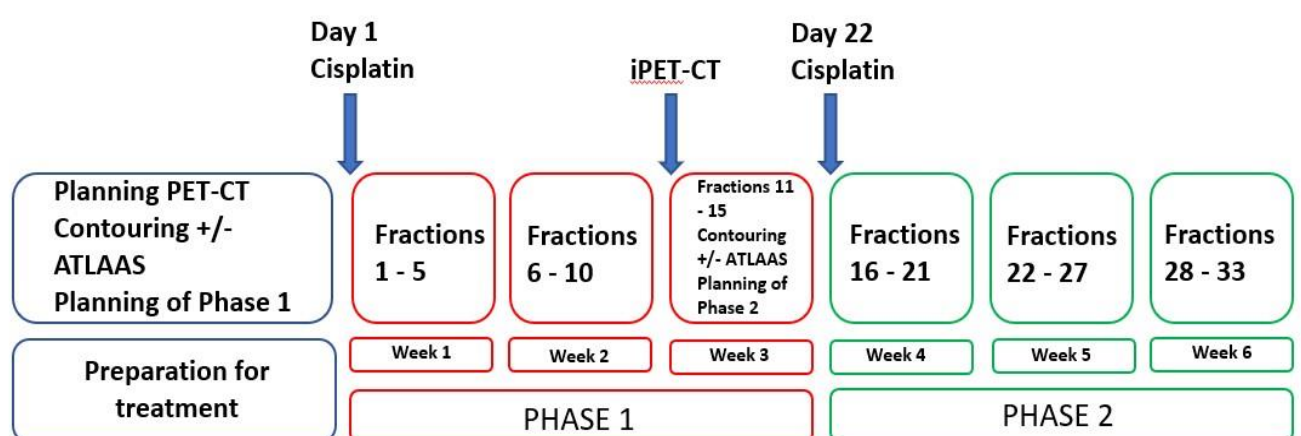 Day 1
Cisplatin
iPET-CT
Day 22
Cisplatin
Planning PET-CT
Contouring +/-
ATLAAS
Planning of Phase 1
Fractions
1 - 5
Fractions
6 - 10
Fractions 11
- 15
Contouring
+/- ATLAAS
Planning of
Phase 2
Fractions
16 - 21
Fractions
22 - 27
Fractions
28 - 33
Preparation for
treatment
Week 1
Week 2
Week 3
Week 4
Week 5
Week 6
PHASE 1
PHASE 2